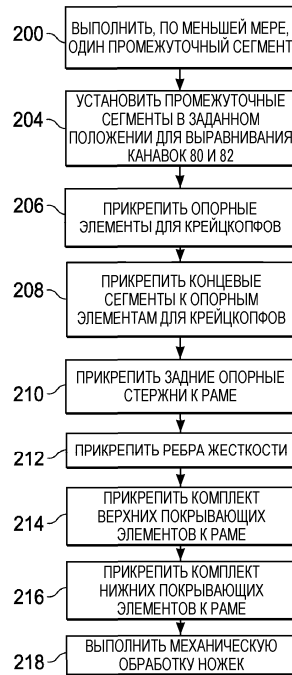 200
ВЫПОЛНИТЬ, ПО МЕНЬШЕЙ МЕРЕ,
ОДИН ПРОМЕЖУТОЧНЫЙ СЕГМЕНТ
204
УСТАНОВИТЬ ПРОМЕЖУТОЧНЫЕ
СЕГМЕНТЫ В ЗАДАННОМ
ПОЛОЖЕНИИ ДЛЯ ВЫРАВНИВАНИЯ
КАНАВОК 80 И 82
206
ПРИКРЕПИТЬ ОПОРНЫЕ
ЭЛЕМЕНТЫ ДЛЯ КРЕЙЦКОПФОВ
208
ПРИКРЕПИТЬ КОНЦЕВЫЕ
СЕГМЕНТЫ К ОПОРНЫМ
ЭЛЕМЕНТАМ ДЛЯ КРЕЙЦКОПФОВ
210
ПРИКРЕПИТЬ ЗАДНИЕ ОПОРНЫЕ
СТЕРЖНИ К РАМЕ
212
ПРИКРЕПИТЬ РЕБРА ЖЕСТКОСТИ
214
ПРИКРЕПИТЬ КОМПЛЕКТ
ВЕРХНИХ ПОКРЫВАЮЩИХ
ЭЛЕМЕНТОВ К РАМЕ
216
ПРИКРЕПИТЬ КОМПЛЕКТ
НИЖНИХ ПОКРЫВАЮЩИХ
ЭЛЕМЕНТОВ К РАМЕ
218
ВЫПОЛНИТЬ МЕХАНИЧЕСКУЮ
ОБРАБОТКУ НОЖЕК